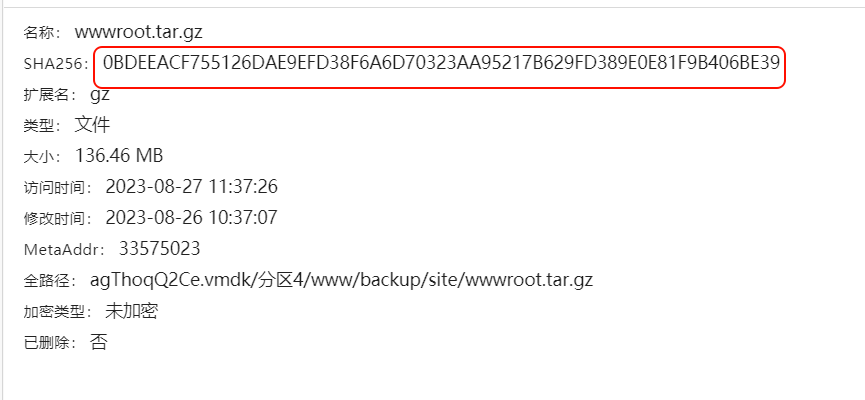 名称： wwwroot.tar.gz
SHA256： 0BDEEACF755126DAE9EFD38F6A6D70323AA95217B629FD389E0E81F9B406BE39
扩展名： gz
类型： 文件
大小： 136.46 MB
访问时间： 2023-08-27 11:37:26
修改时间： 2023-08-26 10:37:07
MetaAddr： 33575023
全路径： agThoqQ2Ce.vmdk/分区4/www/backup/site/wwwroot.tar.gz
加密类型： 未加密
已删除： 否